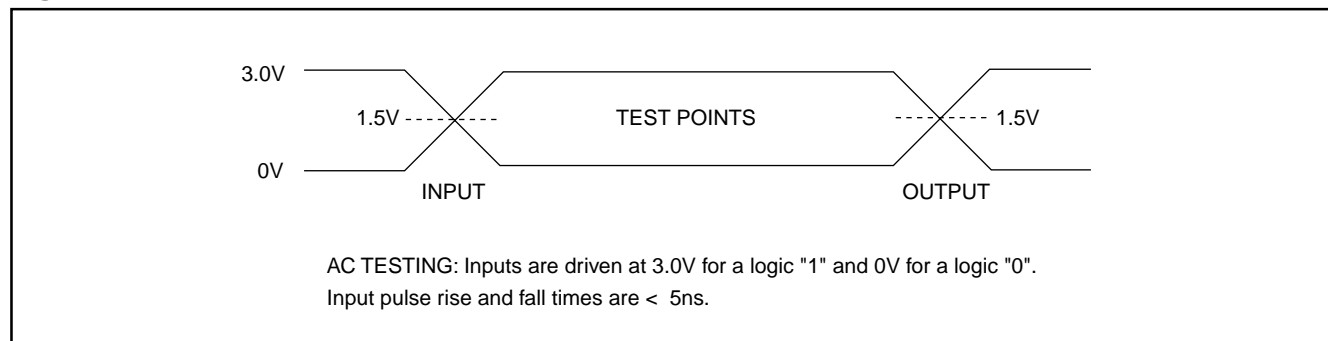 3.0V
1.5V
TEST POINTS
1.5V
0V
INPUT
OUTPUT
AC TESTING: Inputs are driven at 3.0V for a logic "1" and 0V for a logic "0".
Input pulse rise and fall times are < 5ns.